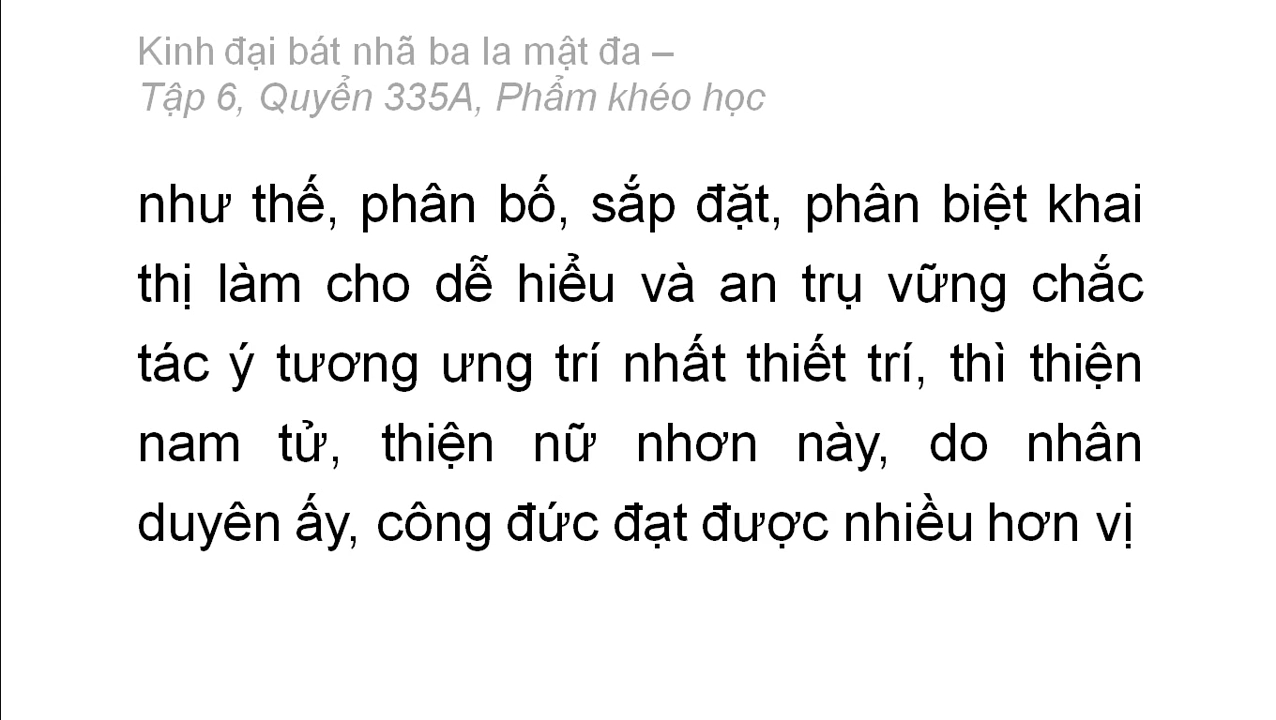 Kinh đại bát nhã ba la mật đa –
Tập 6, Quyển 335A, Phẩm khéo học
như thế, phân bố, sắp đặt, phân biệt khai
thị làm cho dễ hiểu và an trụ vững chắc
tác ý tương ưng trí nhất thiết trí, thì thiện
nam tử, thiện nữ nhơn này, do nhân
duyên ấy, công đức đạt được nhiều hơn vị